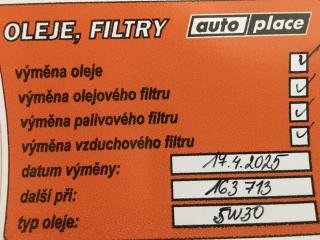 OLEJE, FILTRY auto place
výměna oleje
výměna olejového filtru
výměna palivového filtru
výměna vzduchového filtru
datum výměny: 17.4.2025
další při: 163 713
typ oleje: 5W30